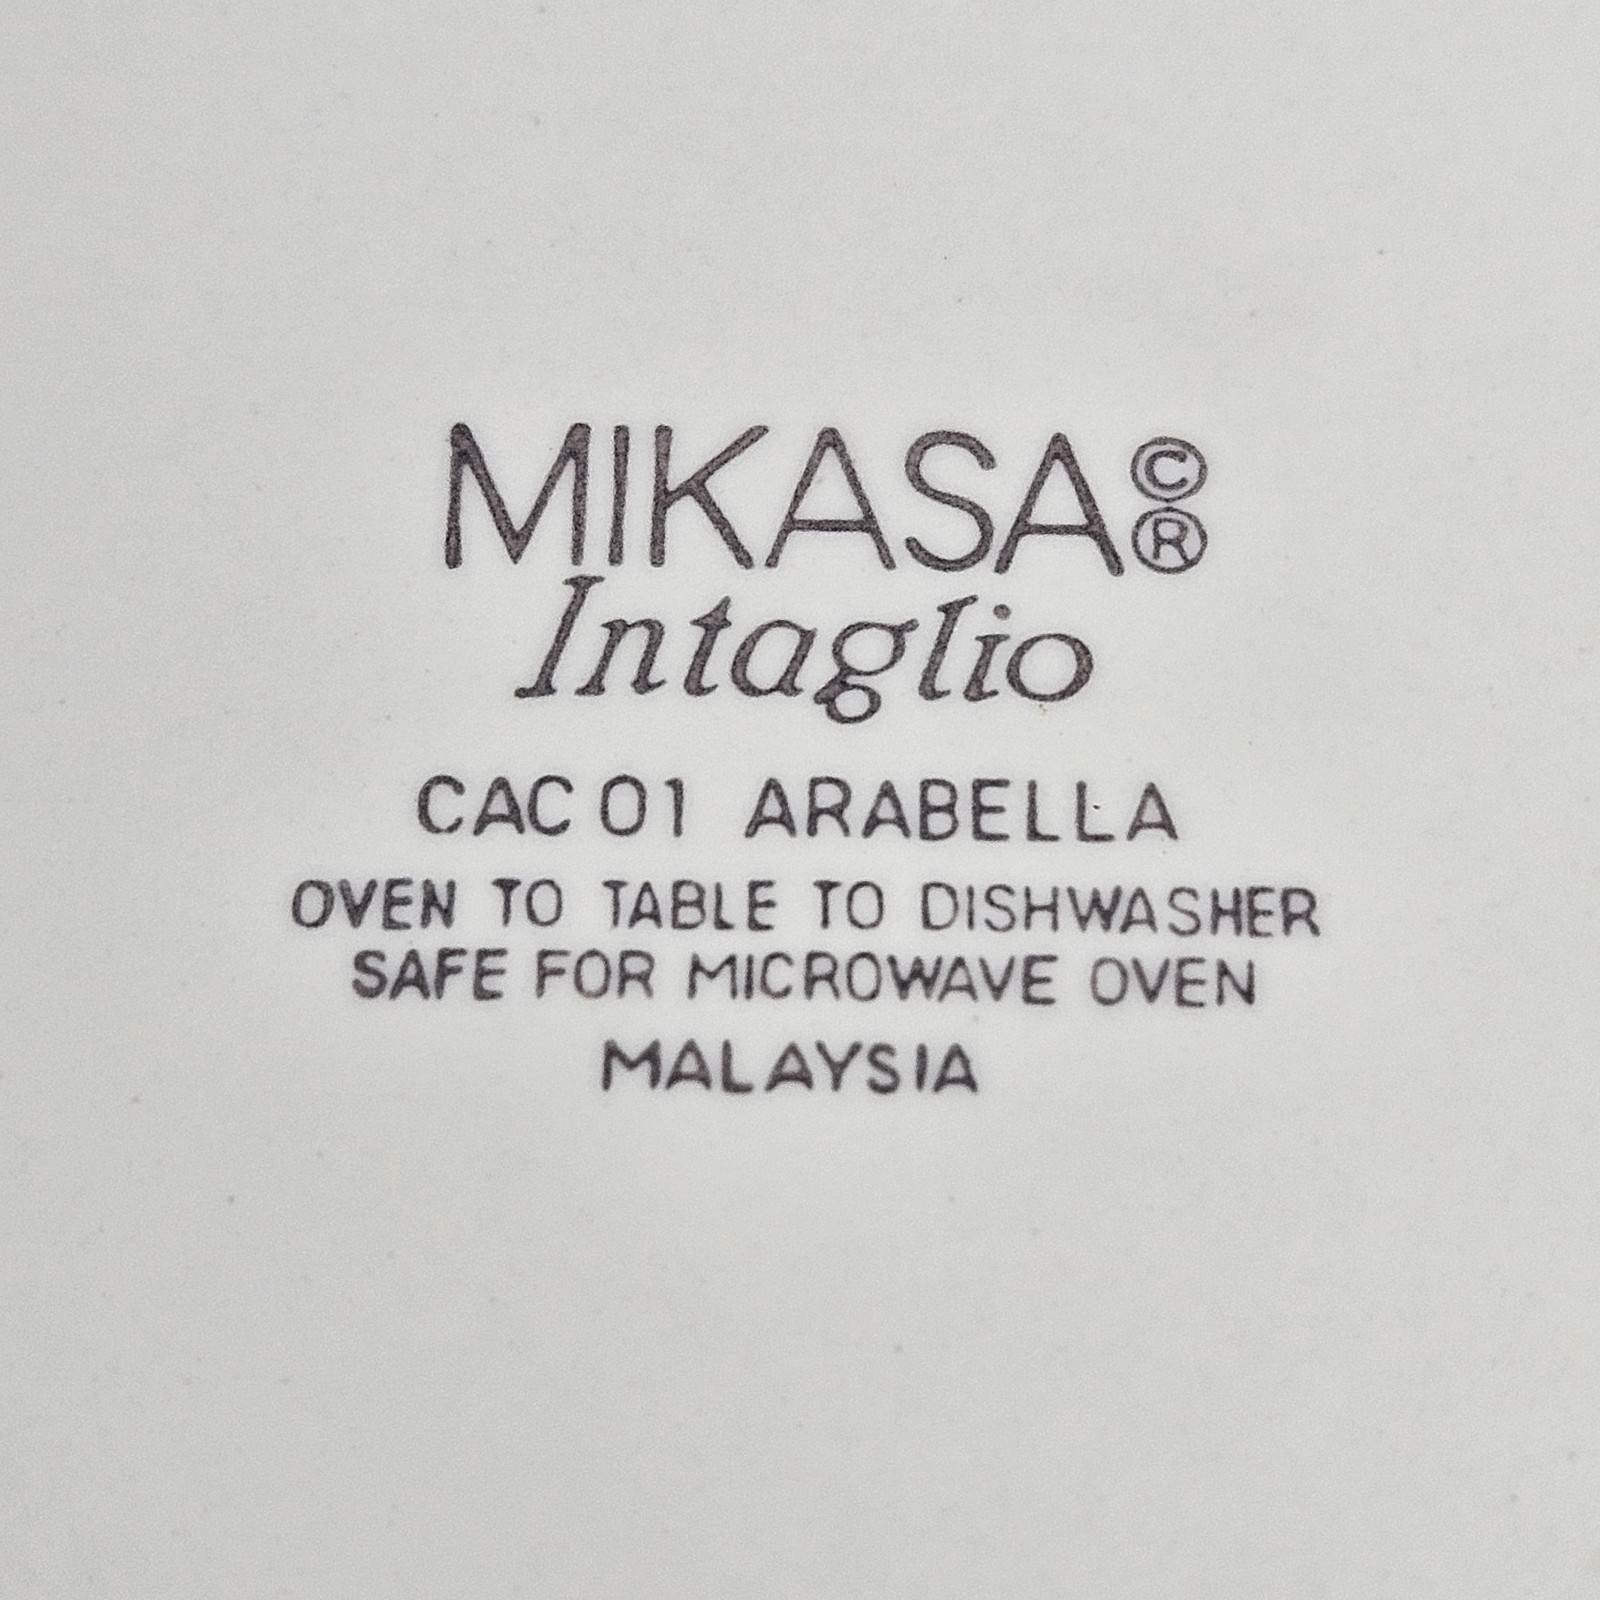 MIKASA©®
Intaglio
CAC 01 ARABELLA
OVEN TO TABLE TO DISHWASHER
SAFE FOR MICROWAVE OVEN
MALAYSIA